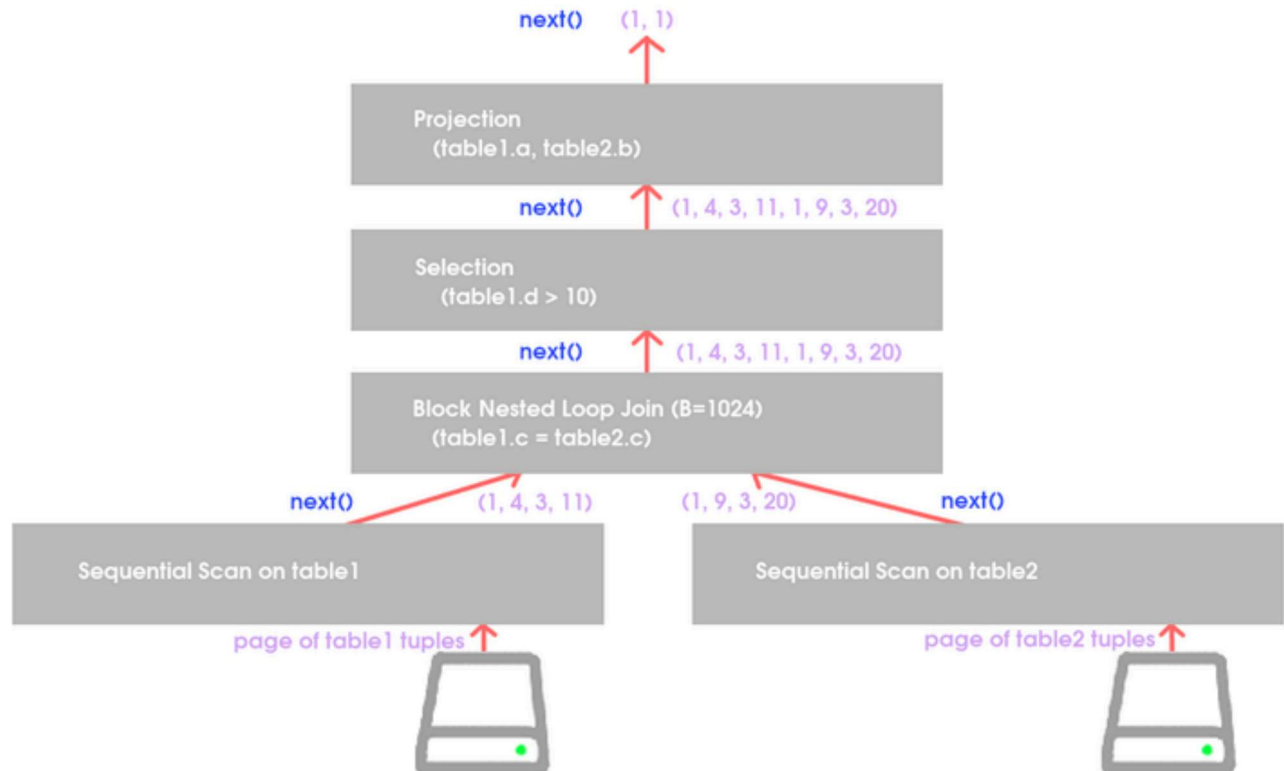 next() (1, 1)
Projection
(table1.a, table2.b)
next() (1, 4, 3, 11, 1, 9, 3, 20)
Selection
(table1.d > 10)
next() (1, 4, 3, 11, 1, 9, 3, 20)
Block Nested Loop Join (B=1024)
(table1.c = table2.c)
next() (1, 4, 3, 11) (1, 9, 3, 20) next()
Sequential Scan on table1 Sequential Scan on table2
page of table1 tuples page of table2 tuples